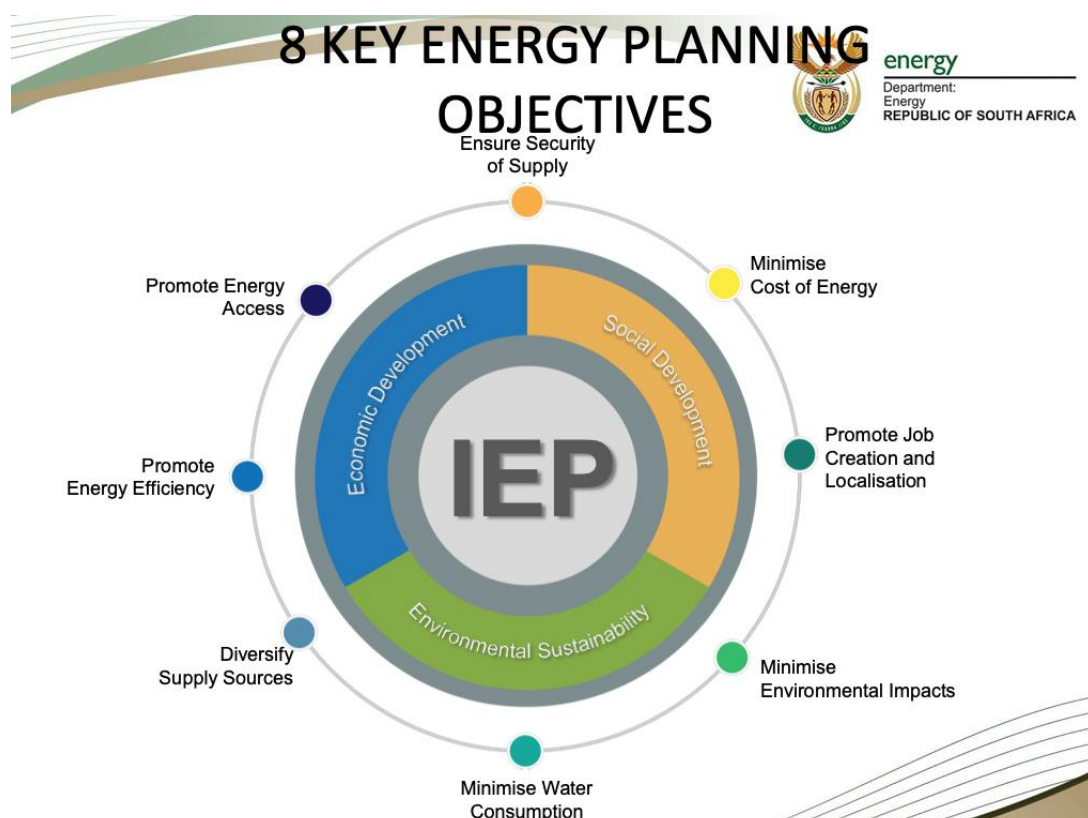 8 KEY ENERGY PLANNING
OBJECTIVES
energy
Department:
Energy
REPUBLIC OF SOUTH AFRICA
Ensure Security
of Supply
Minimise
Cost of Energy
Promote Job
Creation and
Localisation
Minimise
Environmental Impacts
Minimise Water
Consumption
Diversify
Supply Sources
Promote
Energy Efficiency
Promote Energy
Access
Economic Development
Social Development
Environmental Sustainability
IEP